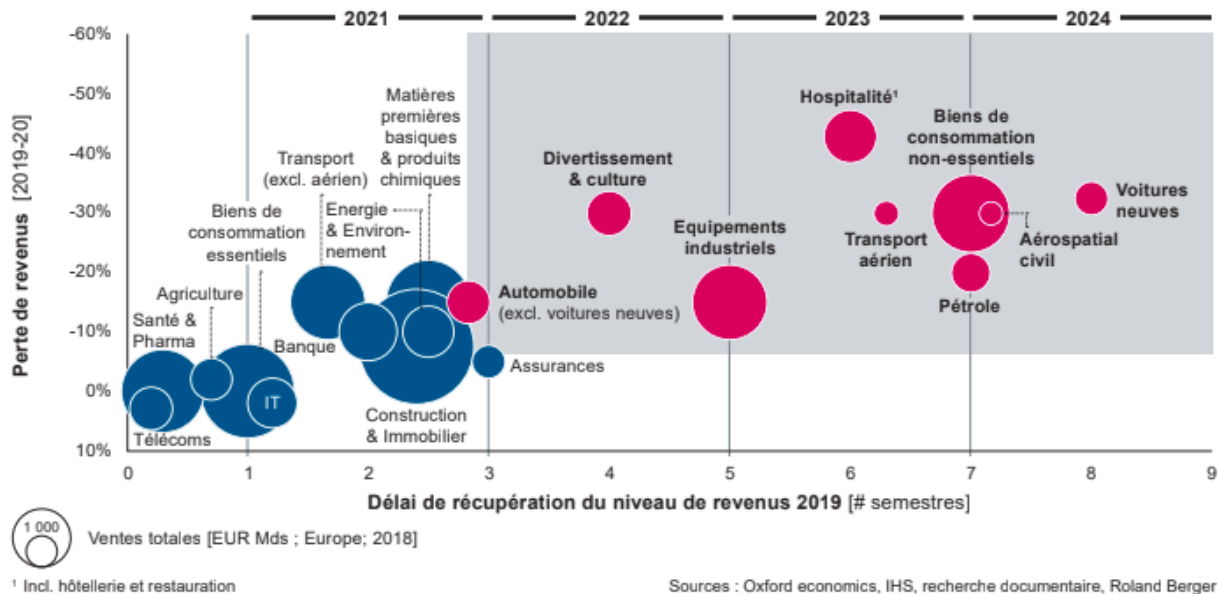 2021
2022
2023
2024
-60%
-50%
-40%
-30%
-20%
-10%
0%
10%
Perte de revenus [2019-20]
Matières
premières
basiques
& produits
chimiques
Transport
(excl. aérien)
Energie
& Environ-
nement
Biens de
consommation
essentiels
Agriculture
Santé &
Pharma
Banque
IT
Télécoms
Construction
& Immobilier
Assurances
Automobile
(excl. voitures neuves)
Divertissement
& culture
Equipements
industriels
Hospitalité¹
Biens de
consommation
non-essentiels
Transport
aérien
Aérospatial
civil
Pétrole
Voitures
neuves
0
1
2
3
4
5
6
7
8
9
Délai de récupération du niveau de revenus 2019 [# semestres]
1 000
Ventes totales [EUR Mds ; Europe; 2018]
¹ Incl. hôtellerie et restauration
Sources : Oxford economics, IHS, recherche documentaire, Roland Berger